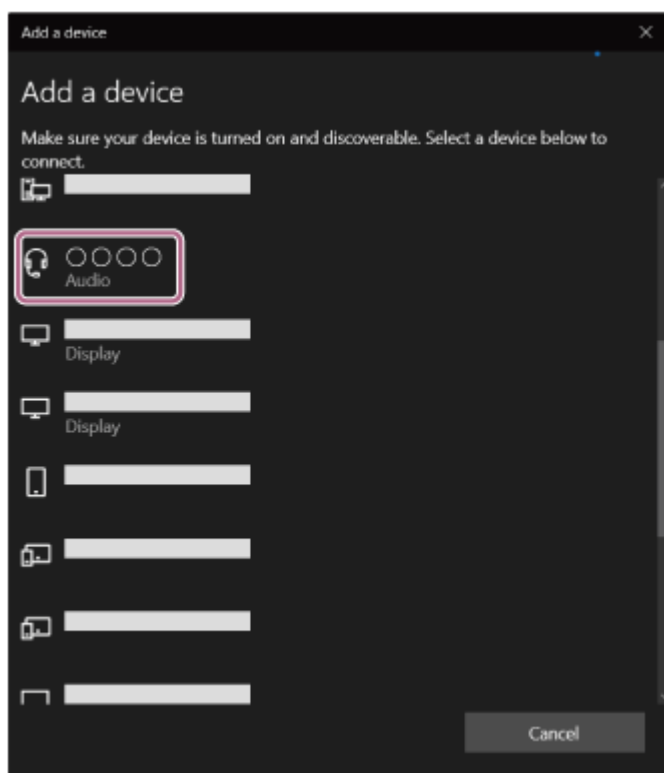 Add a device
Add a device
Make sure your device is turned on and discoverable. Select a device below to
connect.
○○○○
Audio
Display
Display
Cancel